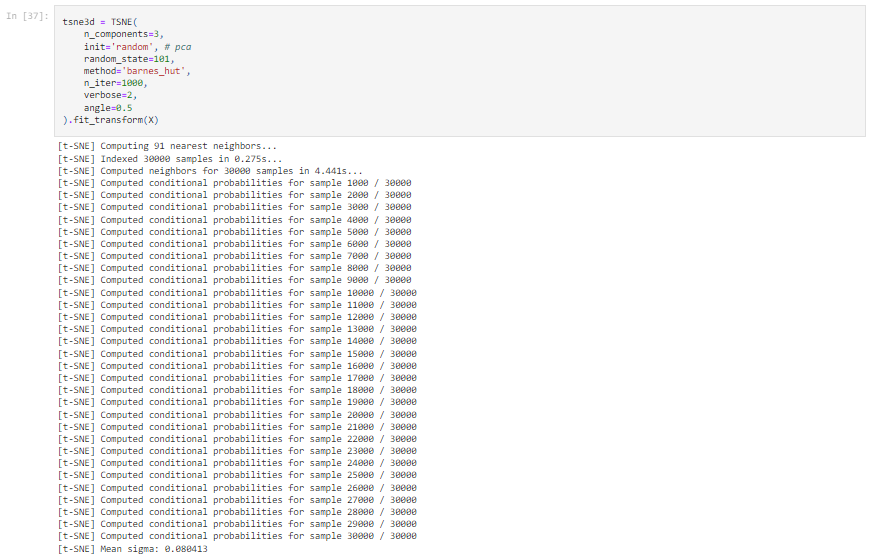 In [37]:
tsne3d = TSNE(
    n_components=3,
    init='random', # pca
    random_state=101,
    method='barnes_hut',
    n_iter=1000,
    verbose=2,
    angle=0.5
).fit_transform(X)
[t-SNE] Computing 91 nearest neighbors...
[t-SNE] Indexed 30000 samples in 0.275s...
[t-SNE] Computed neighbors for 30000 samples in 4.441s...
[t-SNE] Computed conditional probabilities for sample 1000 / 30000
[t-SNE] Computed conditional probabilities for sample 2000 / 30000
[t-SNE] Computed conditional probabilities for sample 3000 / 30000
[t-SNE] Computed conditional probabilities for sample 4000 / 30000
[t-SNE] Computed conditional probabilities for sample 5000 / 30000
[t-SNE] Computed conditional probabilities for sample 6000 / 30000
[t-SNE] Computed conditional probabilities for sample 7000 / 30000
[t-SNE] Computed conditional probabilities for sample 8000 / 30000
[t-SNE] Computed conditional probabilities for sample 9000 / 30000
[t-SNE] Computed conditional probabilities for sample 10000 / 30000
[t-SNE] Computed conditional probabilities for sample 11000 / 30000
[t-SNE] Computed conditional probabilities for sample 12000 / 30000
[t-SNE] Computed conditional probabilities for sample 13000 / 30000
[t-SNE] Computed conditional probabilities for sample 14000 / 30000
[t-SNE] Computed conditional probabilities for sample 15000 / 30000
[t-SNE] Computed conditional probabilities for sample 16000 / 30000
[t-SNE] Computed conditional probabilities for sample 17000 / 30000
[t-SNE] Computed conditional probabilities for sample 18000 / 30000
[t-SNE] Computed conditional probabilities for sample 19000 / 30000
[t-SNE] Computed conditional probabilities for sample 20000 / 30000
[t-SNE] Computed conditional probabilities for sample 21000 / 30000
[t-SNE] Computed conditional probabilities for sample 22000 / 30000
[t-SNE] Computed conditional probabilities for sample 23000 / 30000
[t-SNE] Computed conditional probabilities for sample 24000 / 30000
[t-SNE] Computed conditional probabilities for sample 25000 / 30000
[t-SNE] Computed conditional probabilities for sample 26000 / 30000
[t-SNE] Computed conditional probabilities for sample 27000 / 30000
[t-SNE] Computed conditional probabilities for sample 28000 / 30000
[t-SNE] Computed conditional probabilities for sample 29000 / 30000
[t-SNE] Computed conditional probabilities for sample 30000 / 30000
[t-SNE] Mean sigma: 0.080413